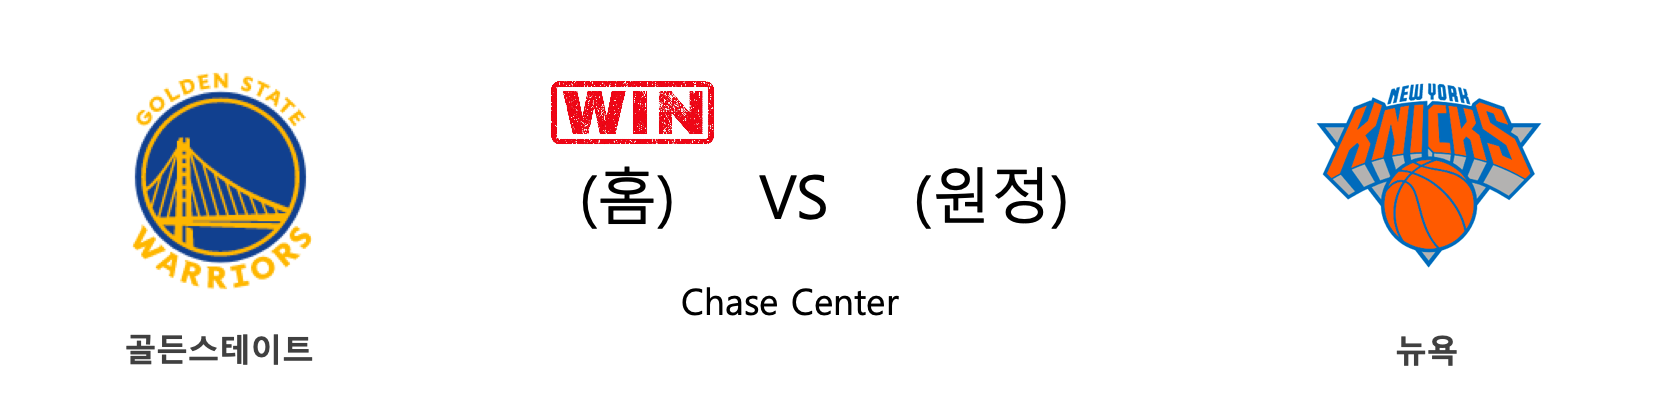 GOLDEN STATE
WARRIORS
WIN
(홈) VS (원정)
Chase Center
NEW YORK
KNICKS
골든스테이트
뉴욕